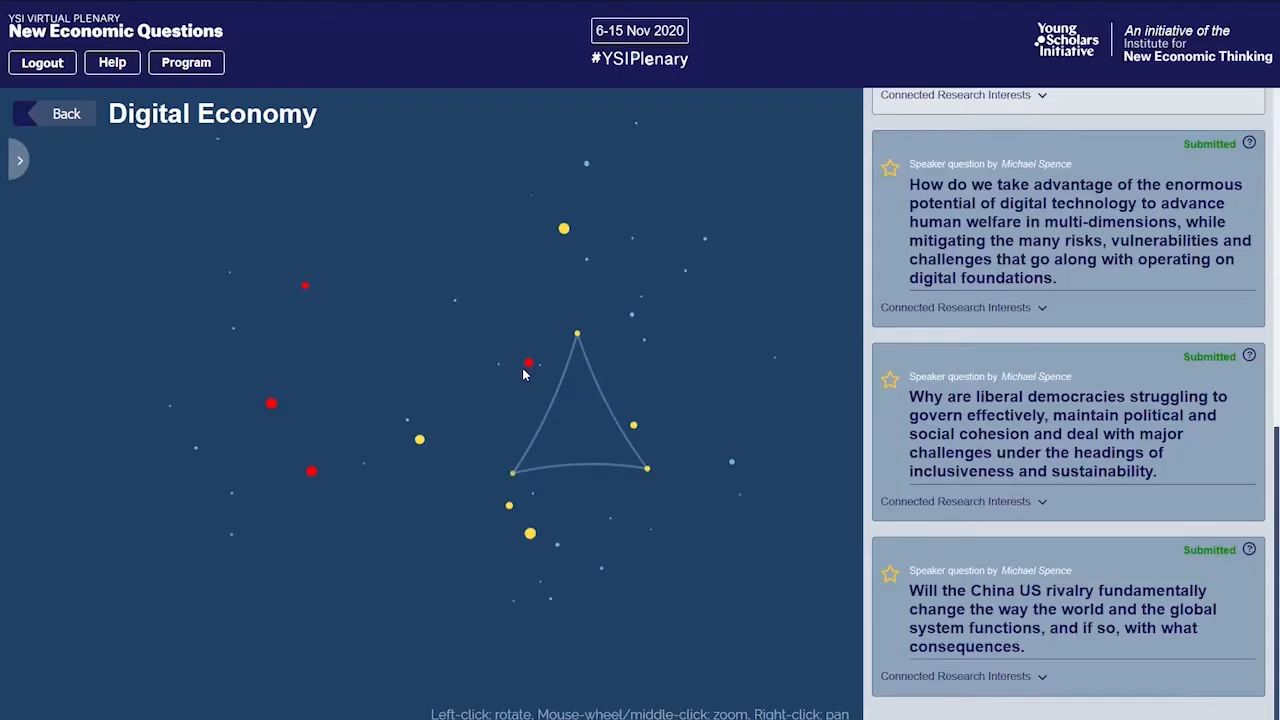 YSI VIRTUAL PLENARY
New Economic Questions
Logout
Help
Program
6-15 Nov 2020
#YSIPlenary
Young
Scholars
Initiative
An initiative of the
Institute for
New Economic Thinking
Back
Digital Economy
Connected Research Interests
Submitted
Speaker question by Michael Spence
How do we take advantage of the enormous
potential of digital technology to advance
human welfare in multi-dimensions, while
mitigating the many risks, vulnerabilities and
challenges that go along with operating on
digital foundations.
Connected Research Interests
Submitted
Speaker question by Michael Spence
Why are liberal democracies struggling to
govern effectively, maintain political and
social cohesion and deal with major
challenges under the headings of
inclusiveness and sustainability.
Connected Research Interests
Submitted
Speaker question by Michael Spence
Will the China US rivalry fundamentally
change the way the world and the global
system functions, and if so, with what
consequences.
Connected Research Interests
Left-click: rotate, Mouse-wheel/middle-click: zoom, Right-click: pan